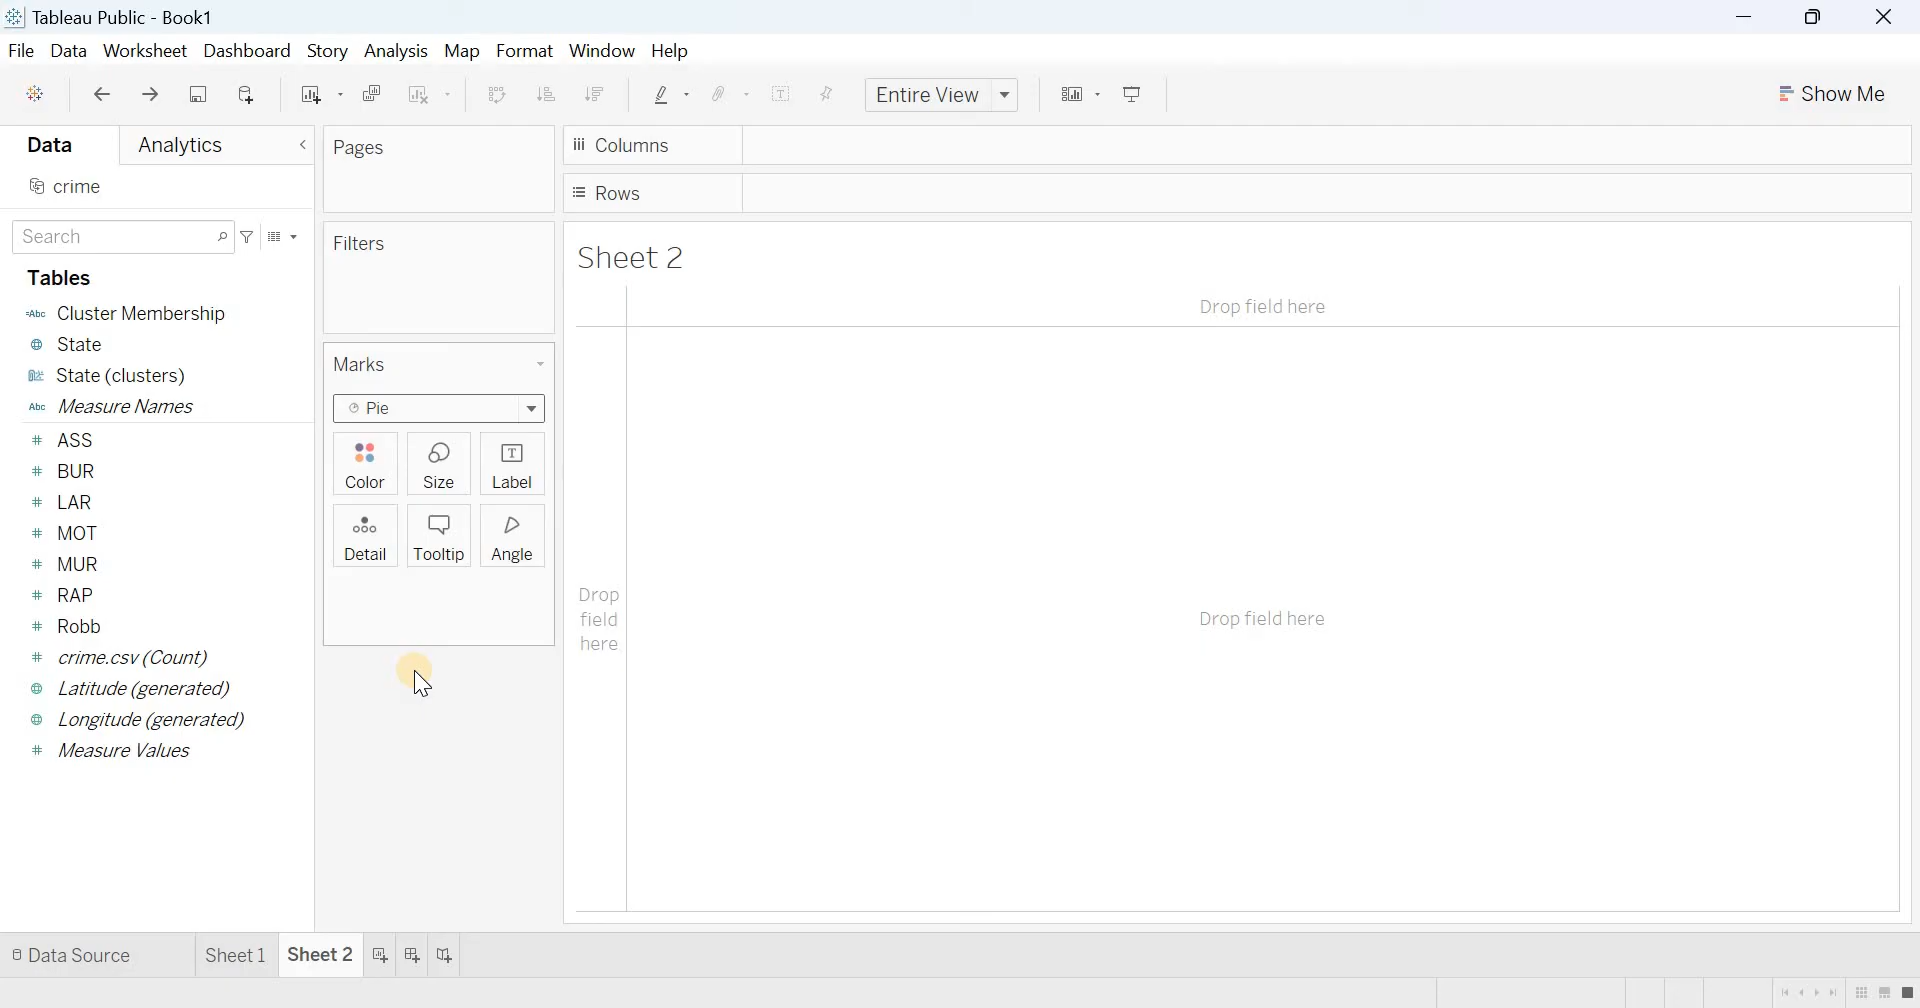 Tableau Public - Book1
File Data Worksheet Dashboard Story Analysis Map Format Window Help
Entire View
Show Me
Data Analytics
crime
Search
Tables
=Abc Cluster Membership
State
State (clusters)
Abc Measure Names
# ASS
# BUR
# LAR
# MOT
# MUR
# RAP
# Robb
# crime.csv (Count)
Latitude (generated)
Longitude (generated)
# Measure Values
Pages
Filters
Marks
Pie
Color Size Label
Detail Tooltip Angle
Columns
Rows
Sheet 2
Drop field here
Drop
field
here
Drop field here
Data Source Sheet 1 Sheet 2